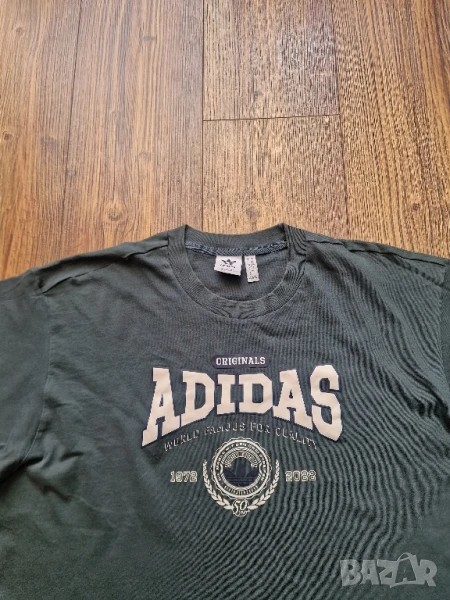 ORIGINALS
ADIDAS
WORLD FAMOUS FOR QUALITY
1972 2022
50
BAZAR